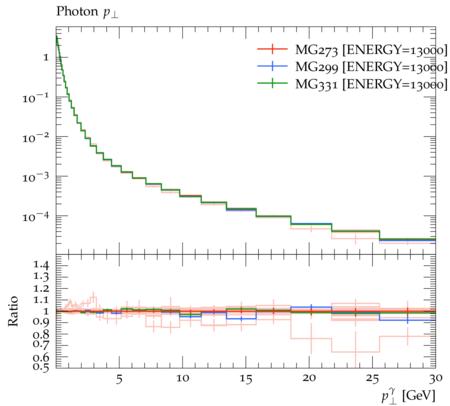 Photon p⊥
MG273 [ENERGY=13000]
MG299 [ENERGY=13000]
MG331 [ENERGY=13000]
1
10⁻¹
10⁻²
10⁻³
10⁻⁴
1.4
1.3
1.2
1.1
1
0.9
0.8
0.7
0.6
0.5
Ratio
5 10 15 20 25 30
p⊥^γ [GeV]